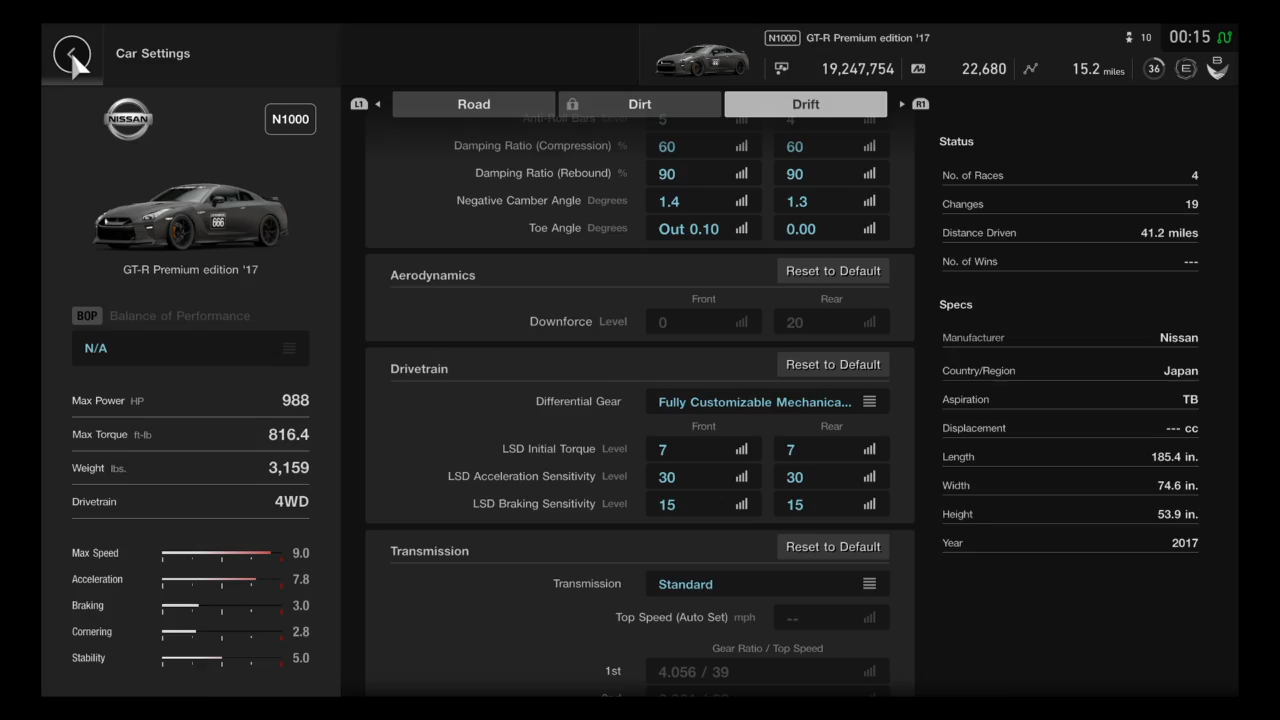 Car Settings
N1000 GT-R Premium edition '17
10 00:15
19,247,754 22,680 15.2 miles 36 E B
L1 Road Dirt Drift R1
NISSAN
N1000
666
GT-R Premium edition '17
BOP Balance of Performance
N/A
Max Power HP 988
Max Torque ft-lb 816.4
Weight lbs. 3,159
Drivetrain 4WD
Max Speed 9.0
Acceleration 7.8
Braking 3.0
Cornering 2.8
Stability 5.0
Anti-Roll Bars Level 5 4
Damping Ratio (Compression) % 60 60
Damping Ratio (Rebound) % 90 90
Negative Camber Angle Degrees 1.4 1.3
Toe Angle Degrees Out 0.10 0.00
Aerodynamics Reset to Default
Front Rear
Downforce Level 0 20
Drivetrain Reset to Default
Differential Gear Fully Customizable Mechanica...
Front Rear
LSD Initial Torque Level 7 7
LSD Acceleration Sensitivity Level 30 30
LSD Braking Sensitivity Level 15 15
Transmission Reset to Default
Transmission Standard
Top Speed (Auto Set) mph --
Gear Ratio / Top Speed
1st 4.056 / 39
Status
No. of Races 4
Changes 19
Distance Driven 41.2 miles
No. of Wins ---
Specs
Manufacturer Nissan
Country/Region Japan
Aspiration TB
Displacement --- cc
Length 185.4 in.
Width 74.6 in.
Height 53.9 in.
Year 2017